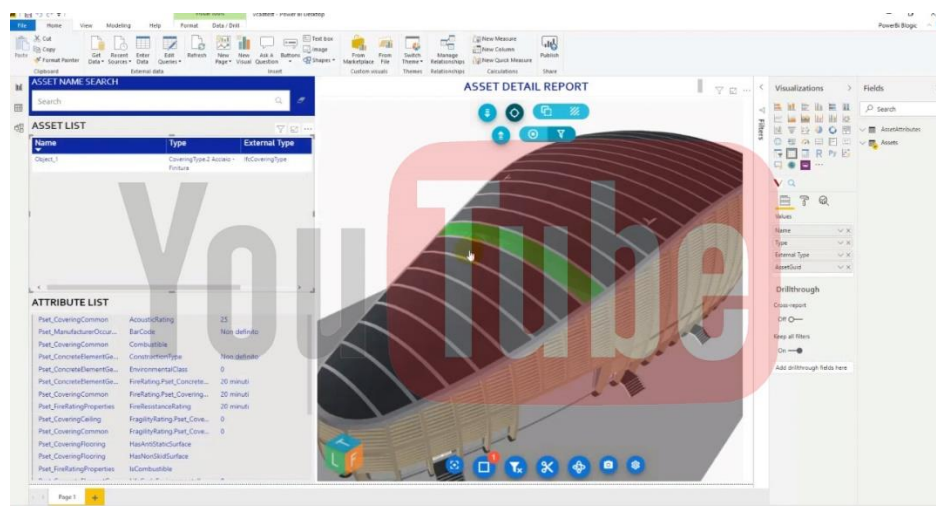 File Home View Modeling Help Format Data / Drill PowerBI Blogic
Paste
Cut
Copy
Format Painter
Get Data
Recent Sources
Enter Data
Edit Queries
Refresh
New Page
New Visual
Ask A Question
Buttons
Text box
Image
Shapes
From Marketplace
From File
Switch Theme
Manage Relationships
New Measure
New Column
New Quick Measure
Publish
Clipboard External data Insert Custom visuals Themes Relationships Calculations Share
ASSET NAME SEARCH
Search
ASSET LIST
Name Type External Type
Object_1 CoveringType:2 Acciaio - IfcCoveringType
Finitura
ATTRIBUTE LIST
Pset_CoveringCommon AcousticRating 25
Pset_ManufacturerOccur... BarCode Non definito
Pset_CoveringCommon Combustible
Pset_ConcreteElementGe... ConstructionType Non definito
Pset_ConcreteElementGe... EnvironmentalClass 0
Pset_ConcreteElementGe... FireRating.Pset_Concrete... 20 minuti
Pset_CoveringCommon FireRating.Pset_Covering... 20 minuti
Pset_FireRatingProperties FireResistanceRating 20 minuti
Pset_CoveringCeiling FragilityRating.Pset_Cove... 0
Pset_CoveringCommon FragilityRating.Pset_Cove... 0
Pset_CoveringFlooring HasAntiStaticSurface
Pset_CoveringFlooring HasNonSkidSurface
Pset_FireRatingProperties IsCombustible
ASSET DETAIL REPORT
YouTube
T
L F
1
Filters
Visualizations
Values
Name
Type
External Type
AssetGuid
Drillthrough
Cross-report
Off
Keep all filters
On
Add drillthrough fields here
Fields
Search
AssetAttributes
Assets
Page 1